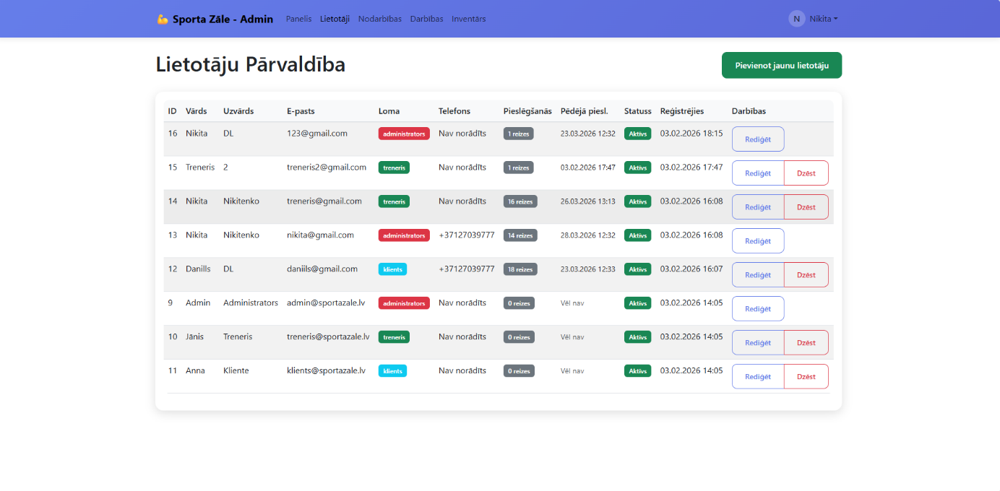 💪 Sporta Zāle - Admin Panelis Lietotāji Nodarbības Darbības Inventārs N Nikita
Lietotāju Pārvaldība Pievienot jaunu lietotāju
ID Vārds Uzvārds E-pasts Loma Telefons Pieslēgšanās Pēdējā piesl. Statuss Reģistrējies Darbības
16 Nikita DL 123@gmail.com administrators Nav norādīts 1 reizes 23.03.2026 12:32 Aktīvs 03.02.2026 18:15 Rediģēt
15 Treneris 2 treneris2@gmail.com treneris Nav norādīts 1 reizes 03.02.2026 17:47 Aktīvs 03.02.2026 17:47 Rediģēt Dzēst
14 Nikita Nikitenko treneris@gmail.com treneris Nav norādīts 16 reizes 26.03.2026 13:13 Aktīvs 03.02.2026 16:08 Rediģēt Dzēst
13 Nikita Nikitenko nikita@gmail.com administrators +37127039777 14 reizes 28.03.2026 12:32 Aktīvs 03.02.2026 16:08 Rediģēt
12 Danills DL daniils@gmail.com klients +37127039777 18 reizes 23.03.2026 12:33 Aktīvs 03.02.2026 16:07 Rediģēt Dzēst
9 Admin Administrators admin@sportazale.lv administrators Nav norādīts 0 reizes Vēl nav Aktīvs 03.02.2026 14:05 Rediģēt
10 Jānis Treneris treneris@sportazale.lv treneris Nav norādīts 0 reizes Vēl nav Aktīvs 03.02.2026 14:05 Rediģēt Dzēst
11 Anna Kliente klients@sportazale.lv klients Nav norādīts 0 reizes Vēl nav Aktīvs 03.02.2026 14:05 Rediģēt Dzēst